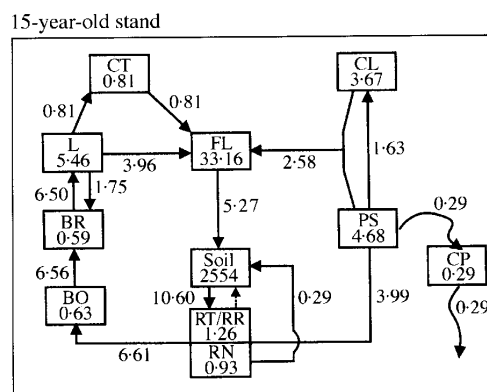 15-year-old stand
CT
0·81
CL
3·67
0·81
0·81
L
5·46
3·96
FL
33·16
2·58
1·63
6·50
1·75
BR
0·59
5·27
PS
4·68
0·29
CP
0·29
6·56
Soil
2554
BO
0·63
10·60
0·29
3·99
0·29
RT/RR
1·26
6·61
RN
0·93